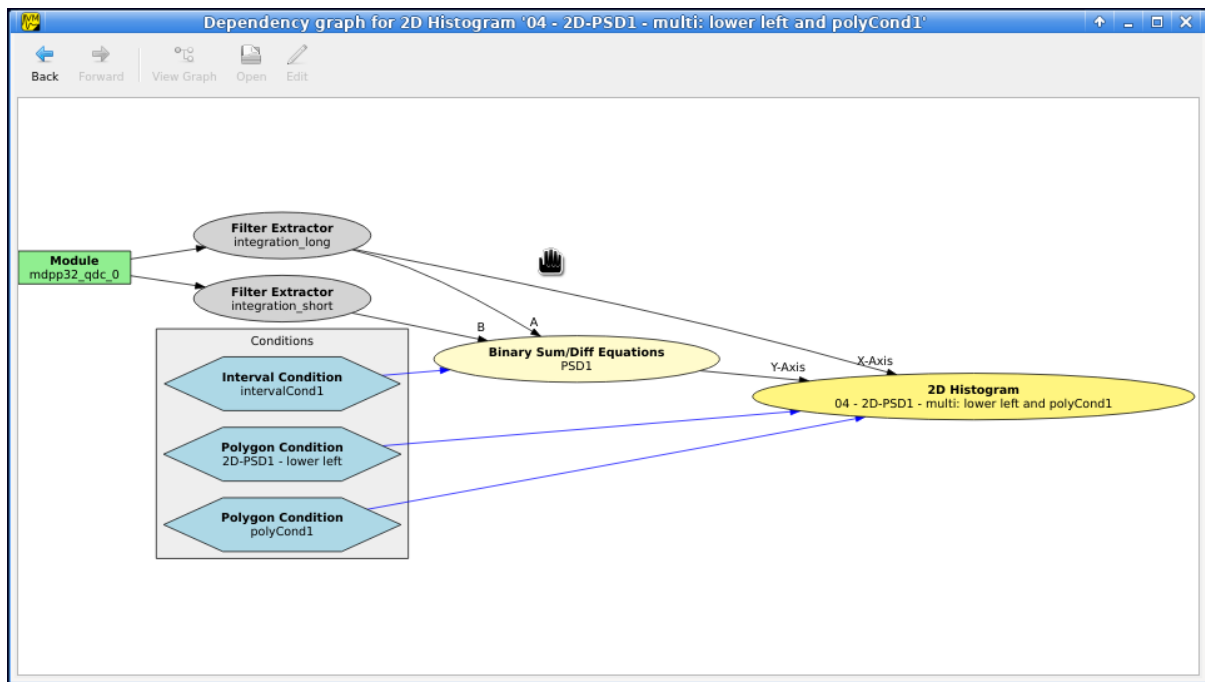 Dependency graph for 2D Histogram '04 - 2D-PSD1 - multi: lower left and polyCond1'
Back
Forward
View Graph
Open
Edit
Filter Extractor
integration_long
Module
mdpp32_qdc_0
Filter Extractor
integration_short
B
A
Conditions
Binary Sum/Diff Equations
PSD1
Y-Axis
X-Axis
Interval Condition
intervalCond1
2D Histogram
04 - 2D-PSD1 - multi: lower left and polyCond1
Polygon Condition
2D-PSD1 - lower left
Polygon Condition
polyCond1